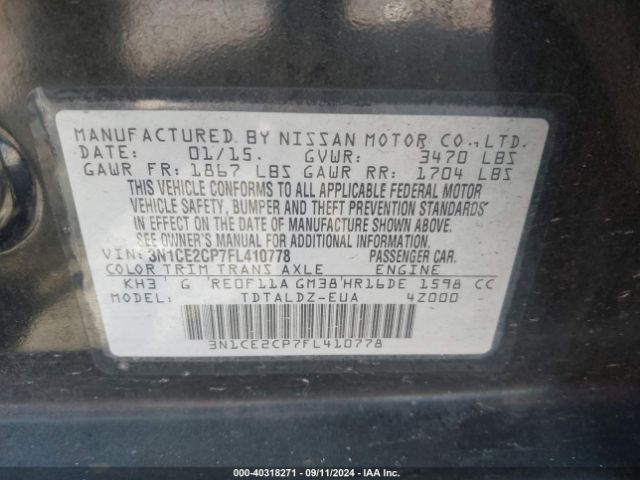 MANUFACTURED BY NISSAN MOTOR CO., LTD.
DATE: 01/15. GVWR: 3470 LBS
GAWR FR: 1867 LBS GAWR RR: 1704 LBS
THIS VEHICLE CONFORMS TO ALL APPLICABLE FEDERAL MOTOR
VEHICLE SAFETY, BUMPER AND THEFT PREVENTION STANDARDS
IN EFFECT ON THE DATE OF MANUFACTURE SHOWN ABOVE.
SEE OWNER'S MANUAL FOR ADDITIONAL INFORMATION.
VIN: 3N1CE2CP7FL410778 PASSENGER CAR.
COLOR TRIM TRANS AXLE ENGINE
KH3 G RE0F11A GM38 HR16DE 1598 CC
MODEL: TDTALDZ-EUA 4Z000
3N1CE2CP7FL410778
000-40318271 - 09/11/2024 - IAA Inc.